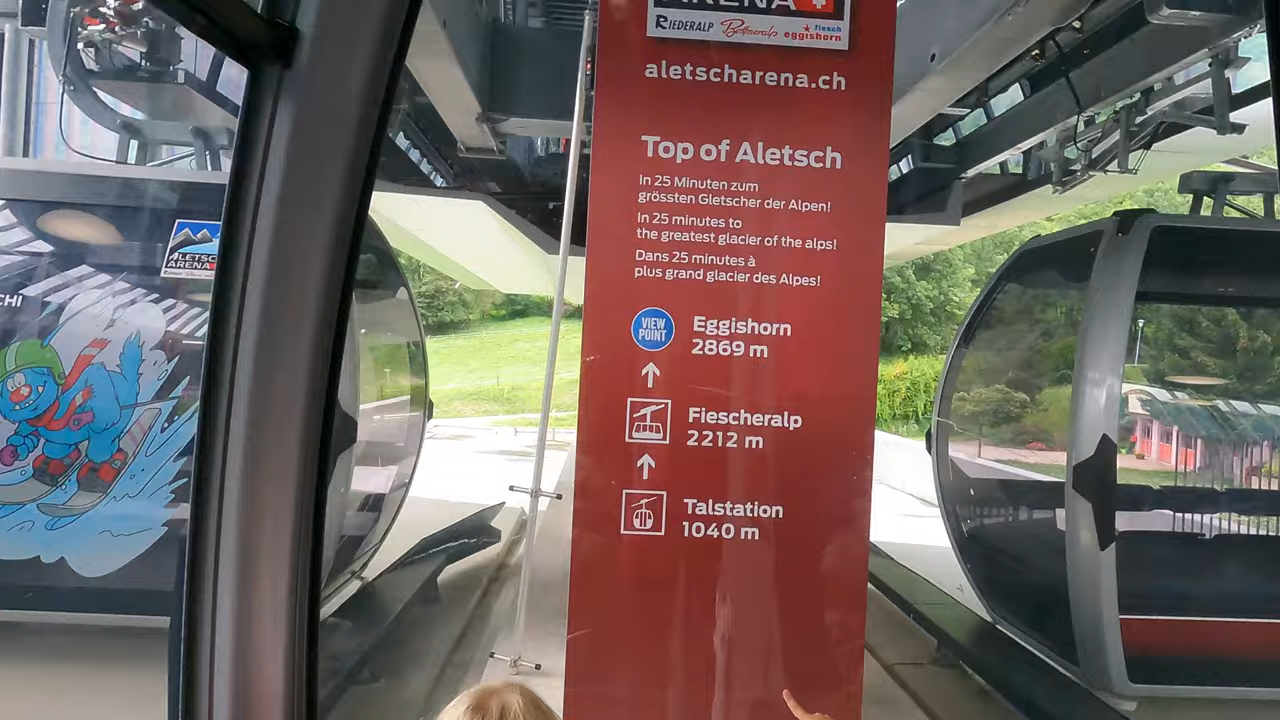 ARENA
RIEDERALP Bettmeralp fiesch
eggishorn
aletscharena.ch
Top of Aletsch
In 25 Minuten zum
grössten Gletscher der Alpen!
In 25 minutes to
the greatest glacier of the alps!
Dans 25 minutes à
plus grand glacier des Alpes!
VIEW
POINT
Eggishorn
2869 m
Fiescheralp
2212 m
Talstation
1040 m
ALETSCH
ARENA
CHI